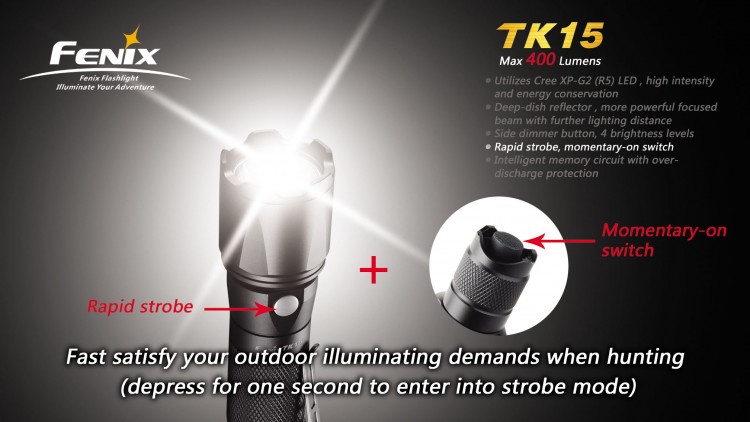 FENIX
Fenix Flashlight
Illuminate Your Adventure
TK15
Max 400 Lumens
• Utilizes Cree XP-G2 (R5) LED , high intensity
and energy conservation
• Deep-dish reflector , more powerful focused
beam with further lighting distance
• Side dimmer button, 4 brightness levels
• Rapid strobe, momentary-on switch
• Intelligent memory circuit with over-
discharge protection
Momentary-on
switch
+
Rapid strobe
Fast satisfy your outdoor illuminating demands when hunting
(depress for one second to enter into strobe mode)